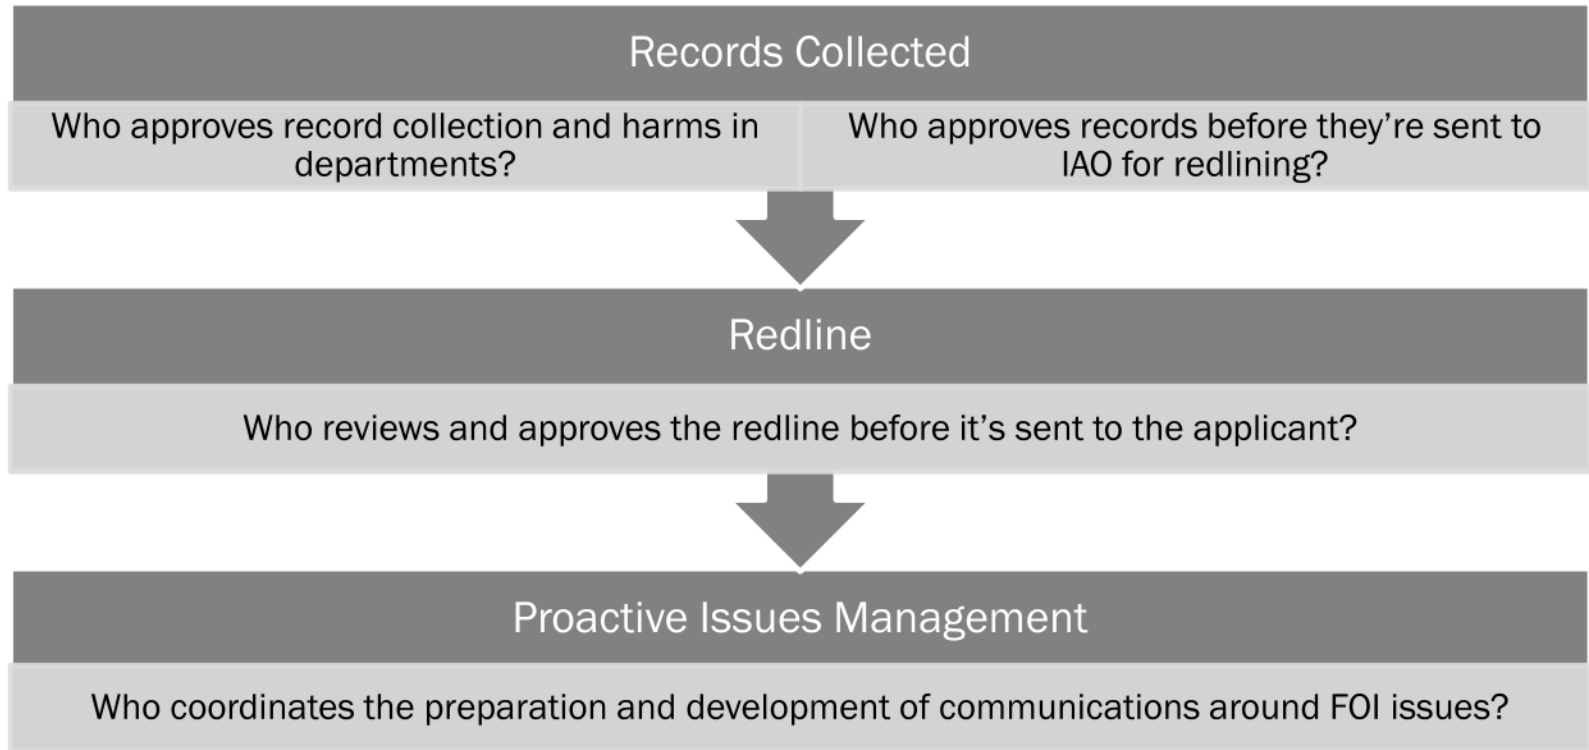 Records Collected
Who approves record collection and harms in
departments?
Who approves records before they’re sent to
IAO for redlining?
Redline
Who reviews and approves the redline before it’s sent to the applicant?
Proactive Issues Management
Who coordinates the preparation and development of communications around FOI issues?